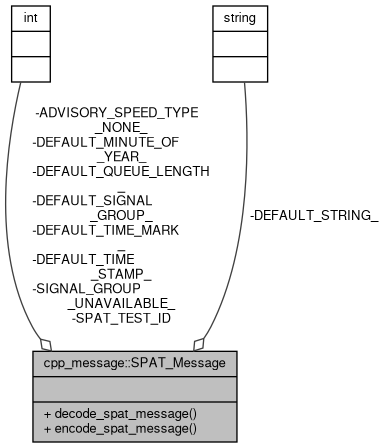 int
string
-ADVISORY_SPEED_TYPE
_NONE_
-DEFAULT_MINUTE_OF
_YEAR_
-DEFAULT_QUEUE_LENGTH
_
-DEFAULT_SIGNAL
_GROUP_
-DEFAULT_TIME_MARK
_
-DEFAULT_TIME
_STAMP_
-SIGNAL_GROUP
_UNAVAILABLE_
-SPAT_TEST_ID
-DEFAULT_STRING_
cpp_message::SPAT_Message
+ decode_spat_message()
+ encode_spat_message()